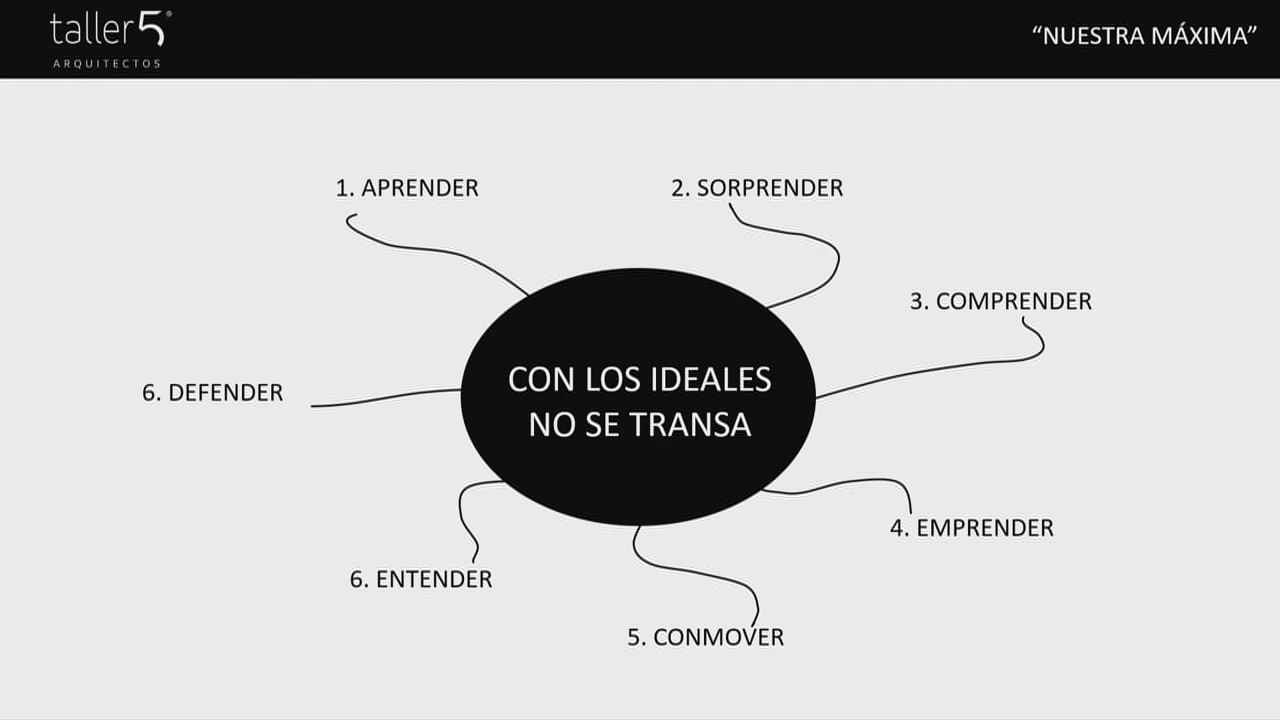 taller5®
ARQUITECTOS
“NUESTRA MÁXIMA”
1. APRENDER
2. SORPRENDER
3. COMPRENDER
6. DEFENDER
CON LOS IDEALES
NO SE TRANSA
4. EMPRENDER
6. ENTENDER
5. CONMOVER